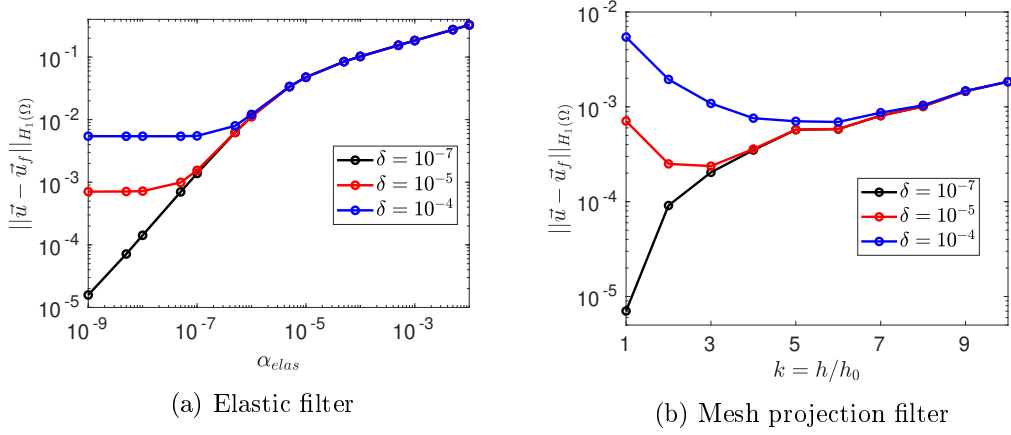 10^{-1}
10^{-2}
10^{-3}
10^{-4}
10^{-5}
10^{-9}
10^{-7}
10^{-5}
10^{-3}
||\vec{u} - \vec{u}_f||_{H_1(Ω)}
α_{elas}
δ = 10^{-7}
δ = 10^{-5}
δ = 10^{-4}
(a) Elastic filter
10^{-2}
10^{-3}
10^{-4}
10^{-5}
1
3
5
7
9
||\vec{u} - \vec{u}_f||_{H_1(Ω)}
k = h/h_0
δ = 10^{-7}
δ = 10^{-5}
δ = 10^{-4}
(b) Mesh projection filter